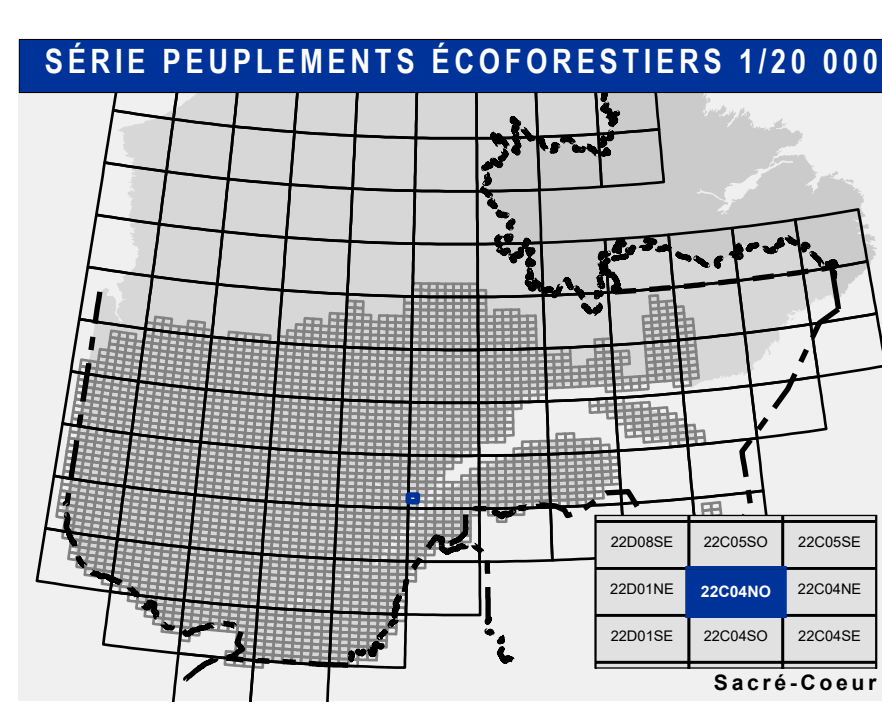 SÉRIE PEUPLEMENTS ÉCOFORESTIERS 1/20 000
22D08SE 22C05SO 22C05SE
22D01NE 22C04NO 22C04NE
22D01SE 22C04SO 22C04SE
Sacré-Coeur